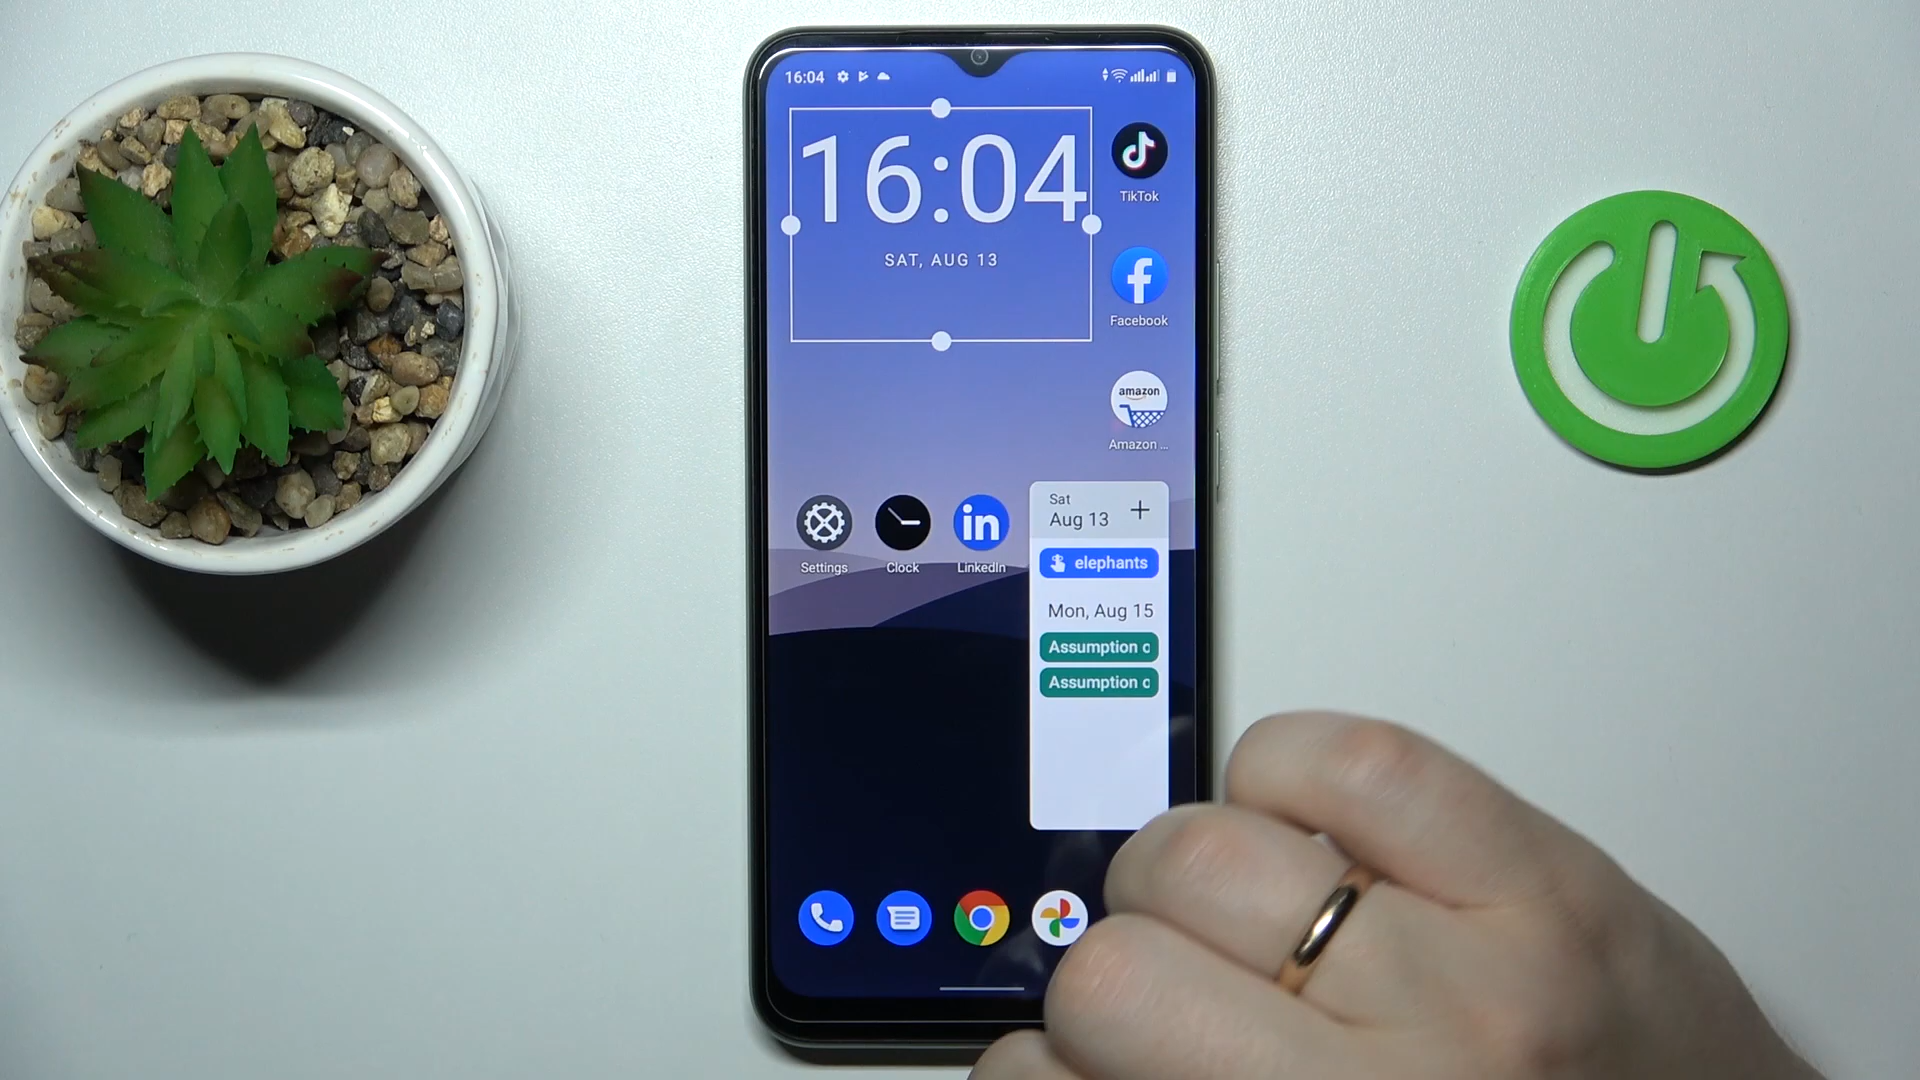 16:04
16:04
SAT, AUG 13
TikTok
Facebook
amazon
Amazon ...
Sat
Aug 13 +
elephants
Mon, Aug 15
Assumption o
Assumption o
Settings
Clock
in
LinkedIn